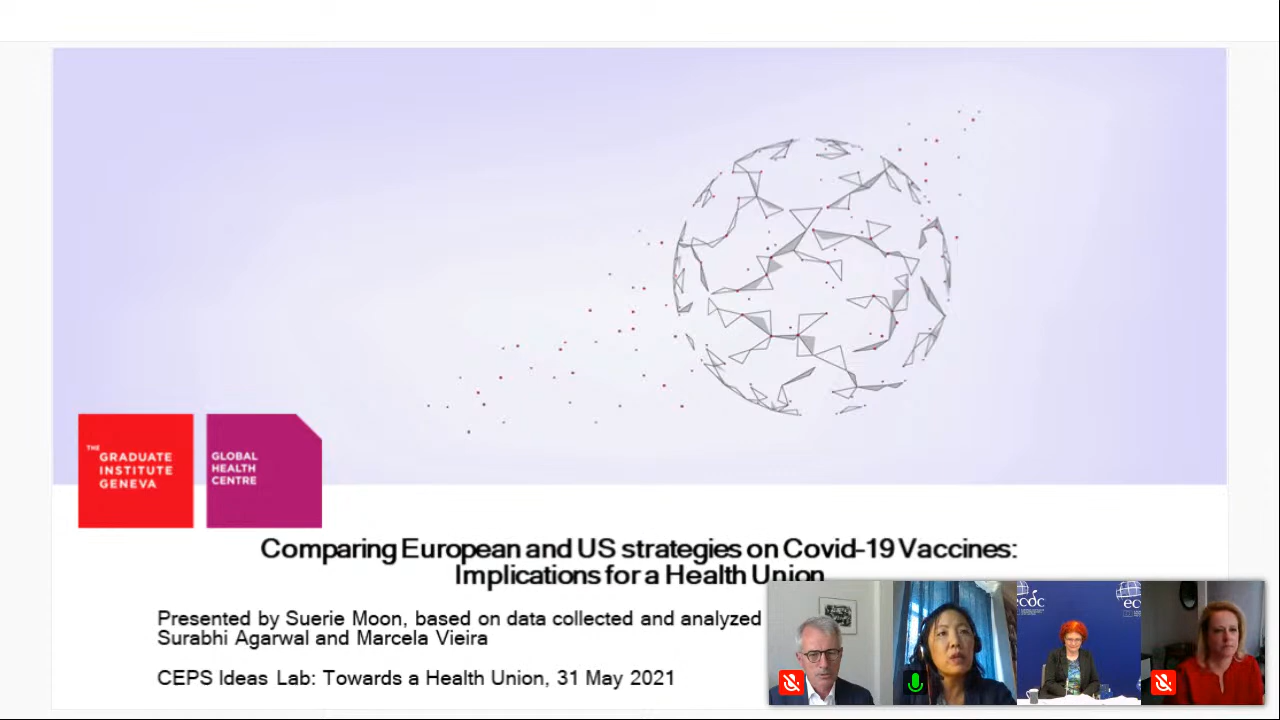 THE
GRADUATE
INSTITUTE
GENEVA
GLOBAL
HEALTH
CENTRE
Comparing European and US strategies on Covid-19 Vaccines:
Implications for a Health Union
Presented by Suerie Moon, based on data collected and analyzed
Surabhi Agarwal and Marcela Vieira
CEPS Ideas Lab: Towards a Health Union, 31 May 2021
ecdc
ec